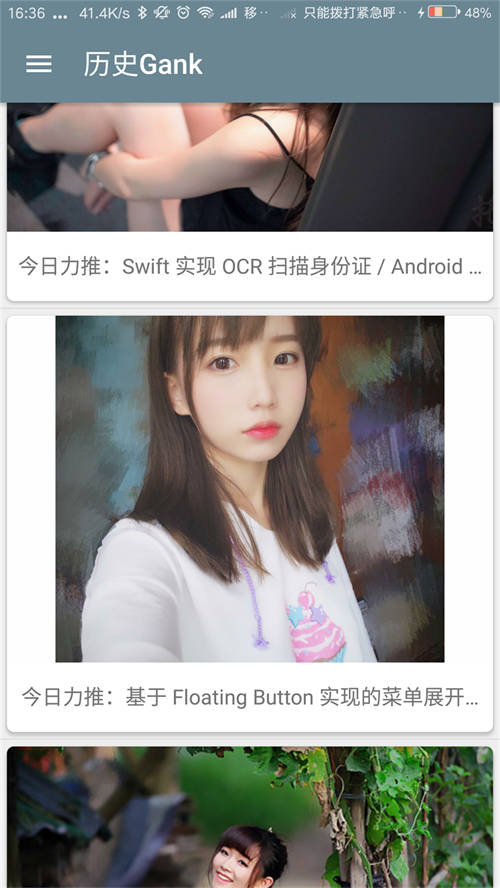 16:36 ... 41.4K/s 移·· 只能拨打紧急呼·· 48%
历史Gank
今日力推：Swift 实现 OCR 扫描身份证 / Android ...
今日力推：基于 Floating Button 实现的菜单展开...